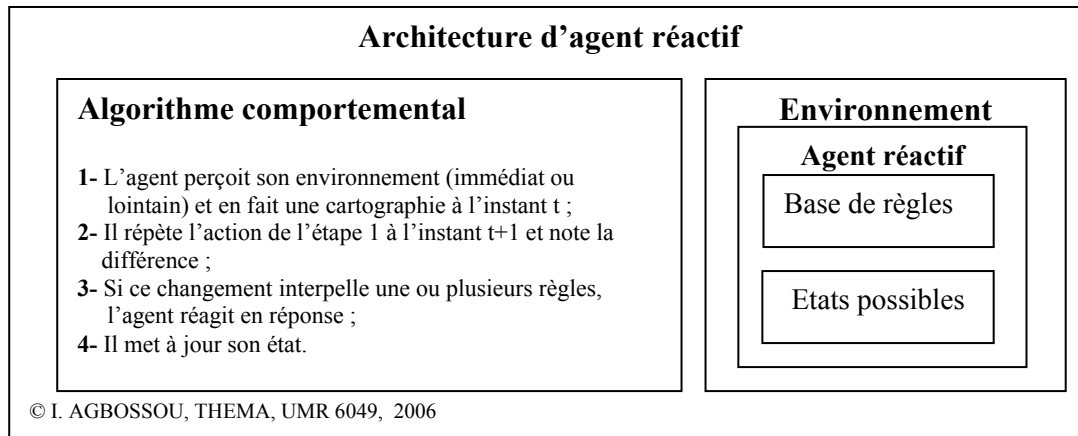 Architecture d’agent réactif
Algorithme comportemental
1- L’agent perçoit son environnement (immédiat ou
lointain) et en fait une cartographie à l’instant t ;
2- Il répète l’action de l’étape 1 à l’instant t+1 et note la
différence ;
3- Si ce changement interpelle une ou plusieurs règles,
l’agent réagit en réponse ;
4- Il met à jour son état.
Environnement
Agent réactif
Base de règles
Etats possibles
© I. AGBOSSOU, THEMA, UMR 6049, 2006